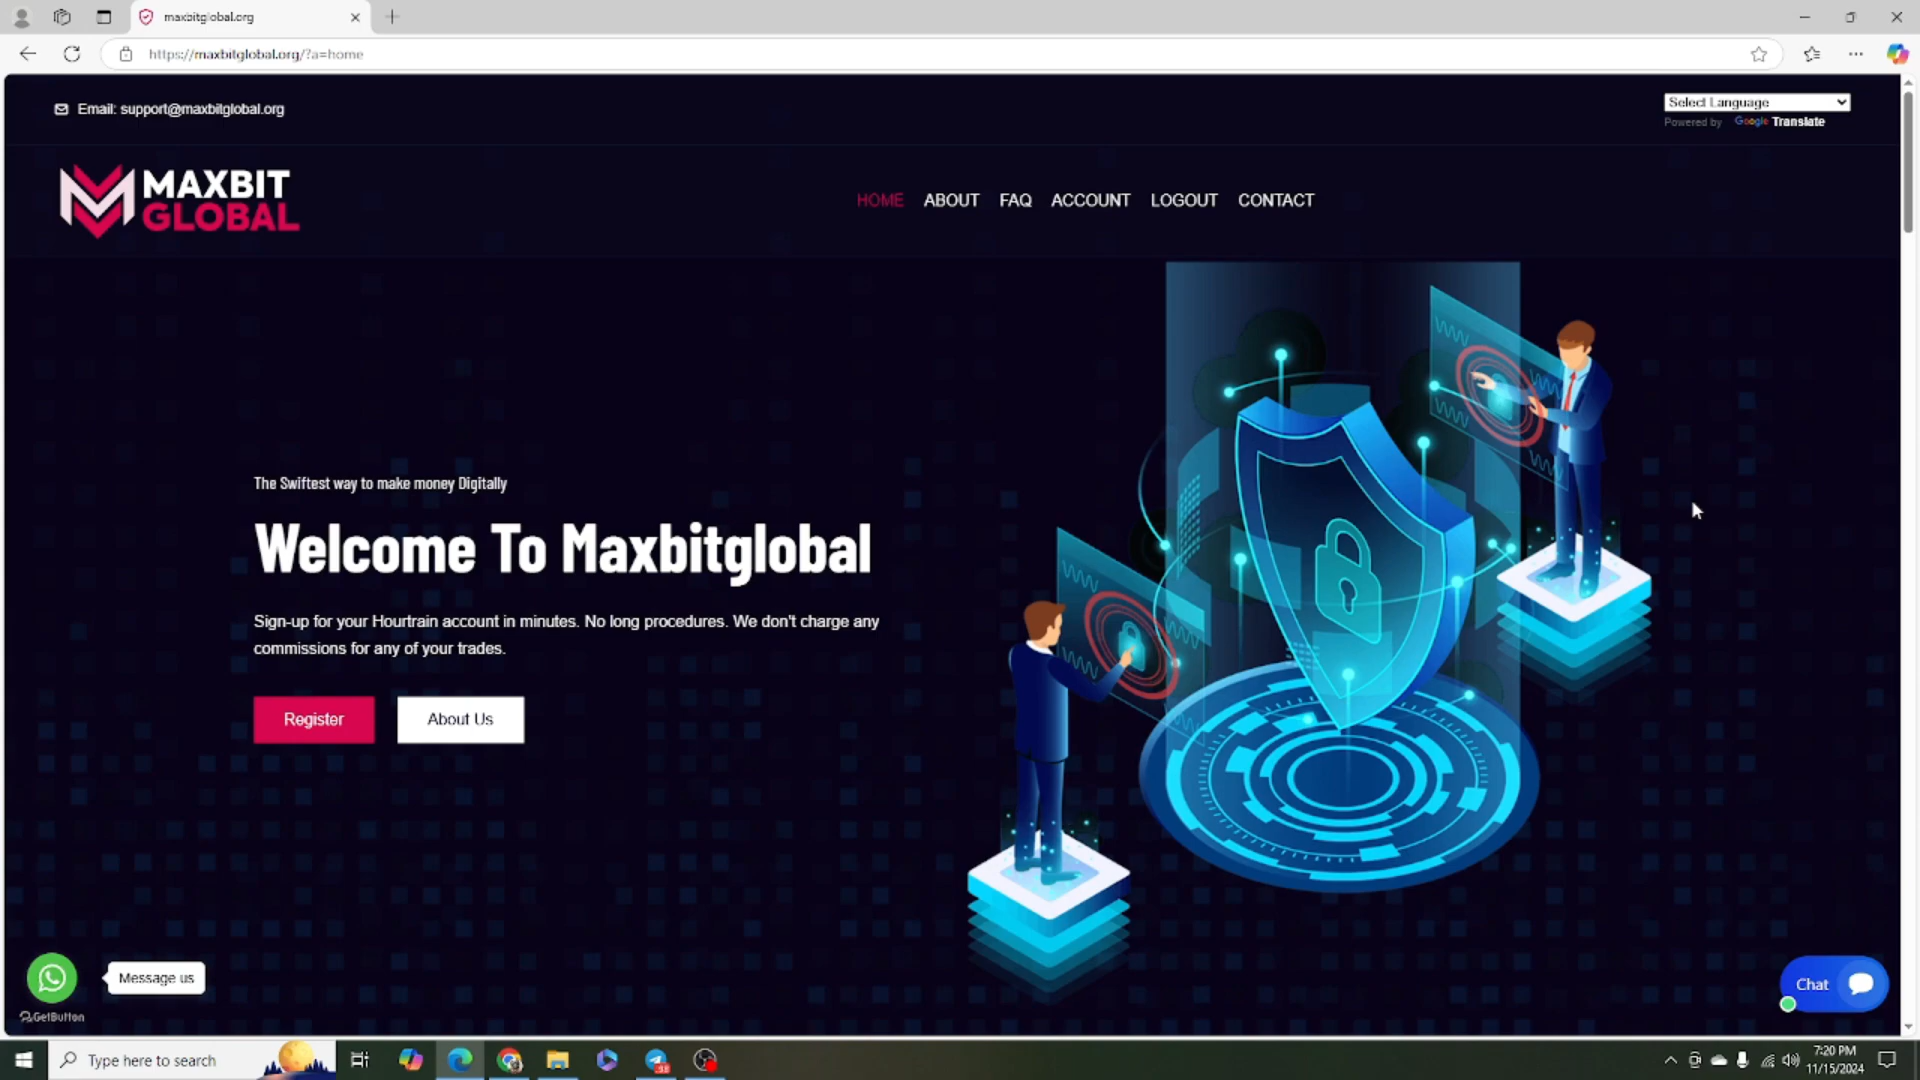 maxbitglobal.org
https://maxbitglobal.org/?a=home
Email: support@maxbitglobal.org
Select Language
Powered by Google Translate
MAXBIT
GLOBAL
HOME ABOUT FAQ ACCOUNT LOGOUT CONTACT
The Swiftest way to make money Digitally
Welcome To Maxbitglobal
Sign-up for your Hourtrain account in minutes. No long procedures. We don't charge any
commissions for any of your trades.
Register About Us
Message us
GetButton
Chat
Type here to search
7:20 PM
11/15/2024